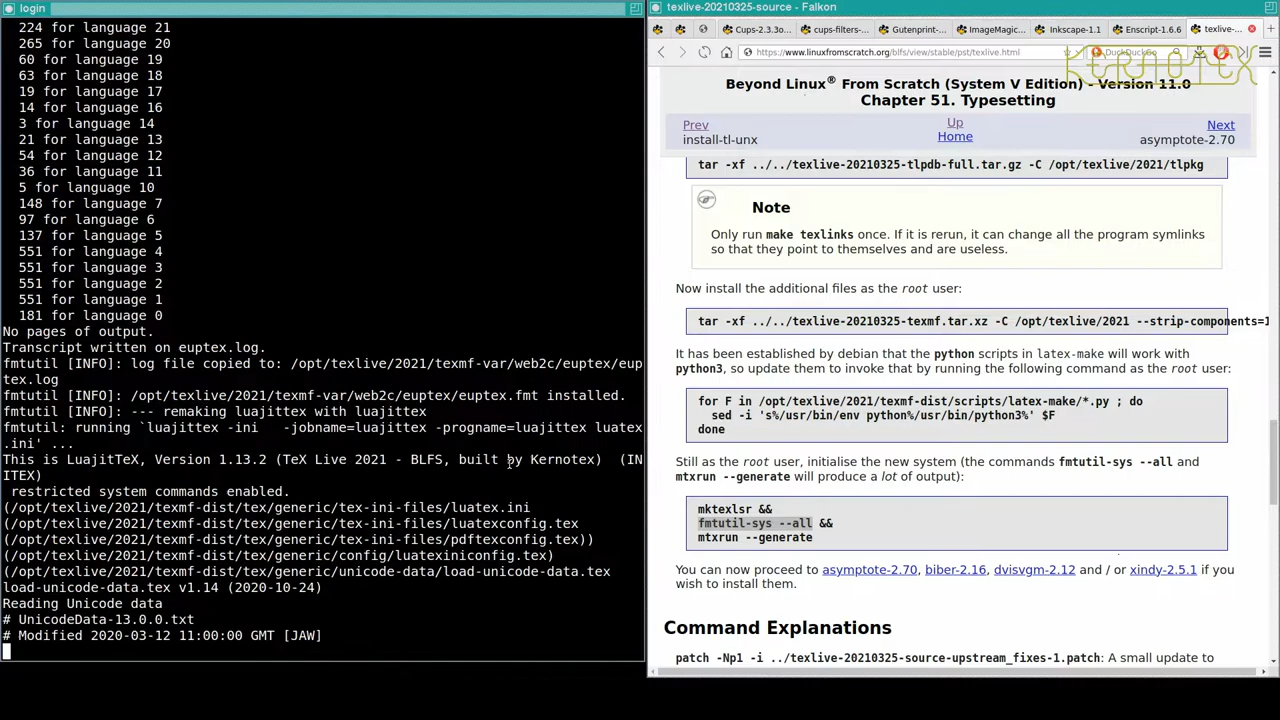 login
224 for language 21
265 for language 20
60 for language 19
63 for language 18
19 for language 17
14 for language 16
3 for language 14
21 for language 13
54 for language 12
36 for language 11
5 for language 10
148 for language 7
97 for language 6
137 for language 5
551 for language 4
551 for language 3
551 for language 2
551 for language 1
181 for language 0
No pages of output.
Transcript written on euptex.log.
fmtutil [INFO]: log file copied to: /opt/texlive/2021/texmf-var/web2c/euptex/eup
tex.log
fmtutil [INFO]: /opt/texlive/2021/texmf-var/web2c/euptex/euptex.fmt installed.
fmtutil [INFO]: --- remaking luajittex with luajittex
fmtutil: running `luajittex -ini   -jobname=luajittex -progname=luajittex luatex
.ini' ...
This is LuajitTeX, Version 1.13.2 (TeX Live 2021 - BLFS, built by Kernotex)  (IN
ITEX)
restricted system commands enabled.
(/opt/texlive/2021/texmf-dist/tex/generic/tex-ini-files/luatex.ini
(/opt/texlive/2021/texmf-dist/tex/generic/tex-ini-files/luatexconfig.tex
(/opt/texlive/2021/texmf-dist/tex/generic/tex-ini-files/pdftexconfig.tex))
(/opt/texlive/2021/texmf-dist/tex/generic/config/luatexiniconfig.tex)
(/opt/texlive/2021/texmf-dist/tex/generic/unicode-data/load-unicode-data.tex
load-unicode-data.tex v1.14 (2020-10-24)
Reading Unicode data
# UnicodeData-13.0.0.txt
# Modified 2020-03-12 11:00:00 GMT [JAW]
texlive-20210325-source - Falkon
Cups-2.3.3o... cups-filters-... Gutenprint-... ImageMagic... Inkscape-1.1 Enscript-1.6.6 texlive-...
https://www.linuxfromscratch.org/blfs/view/stable/pst/texlive.html DuckDuckGo
KERNOTEX
Beyond Linux® From Scratch (System V Edition) - Version 11.0
Chapter 51. Typesetting
Prev Up Next
install-tl-unx Home asymptote-2.70
tar -xf ../../texlive-20210325-tlpdb-full.tar.gz -C /opt/texlive/2021/tlpkg
Note
Only run make texlinks once. If it is rerun, it can change all the program symlinks
so that they point to themselves and are useless.
Now install the additional files as the root user:
tar -xf ../../texlive-20210325-texmf.tar.xz -C /opt/texlive/2021 --strip-components=1
It has been established by debian that the python scripts in latex-make will work with
python3, so update them to invoke that by running the following command as the root user:
for F in /opt/texlive/2021/texmf-dist/scripts/latex-make/*.py ; do
sed -i 's%/usr/bin/env python%/usr/bin/python3%' $F
done
Still as the root user, initialise the new system (the commands fmtutil-sys --all and
mtxrun --generate will produce a lot of output):
mktexlsr &&
fmtutil-sys --all &&
mtxrun --generate
You can now proceed to asymptote-2.70, biber-2.16, dvisvgm-2.12 and / or xindy-2.5.1 if you
wish to install them.
Command Explanations
patch -Np1 -i ../texlive-20210325-source-upstream_fixes-1.patch: A small update to